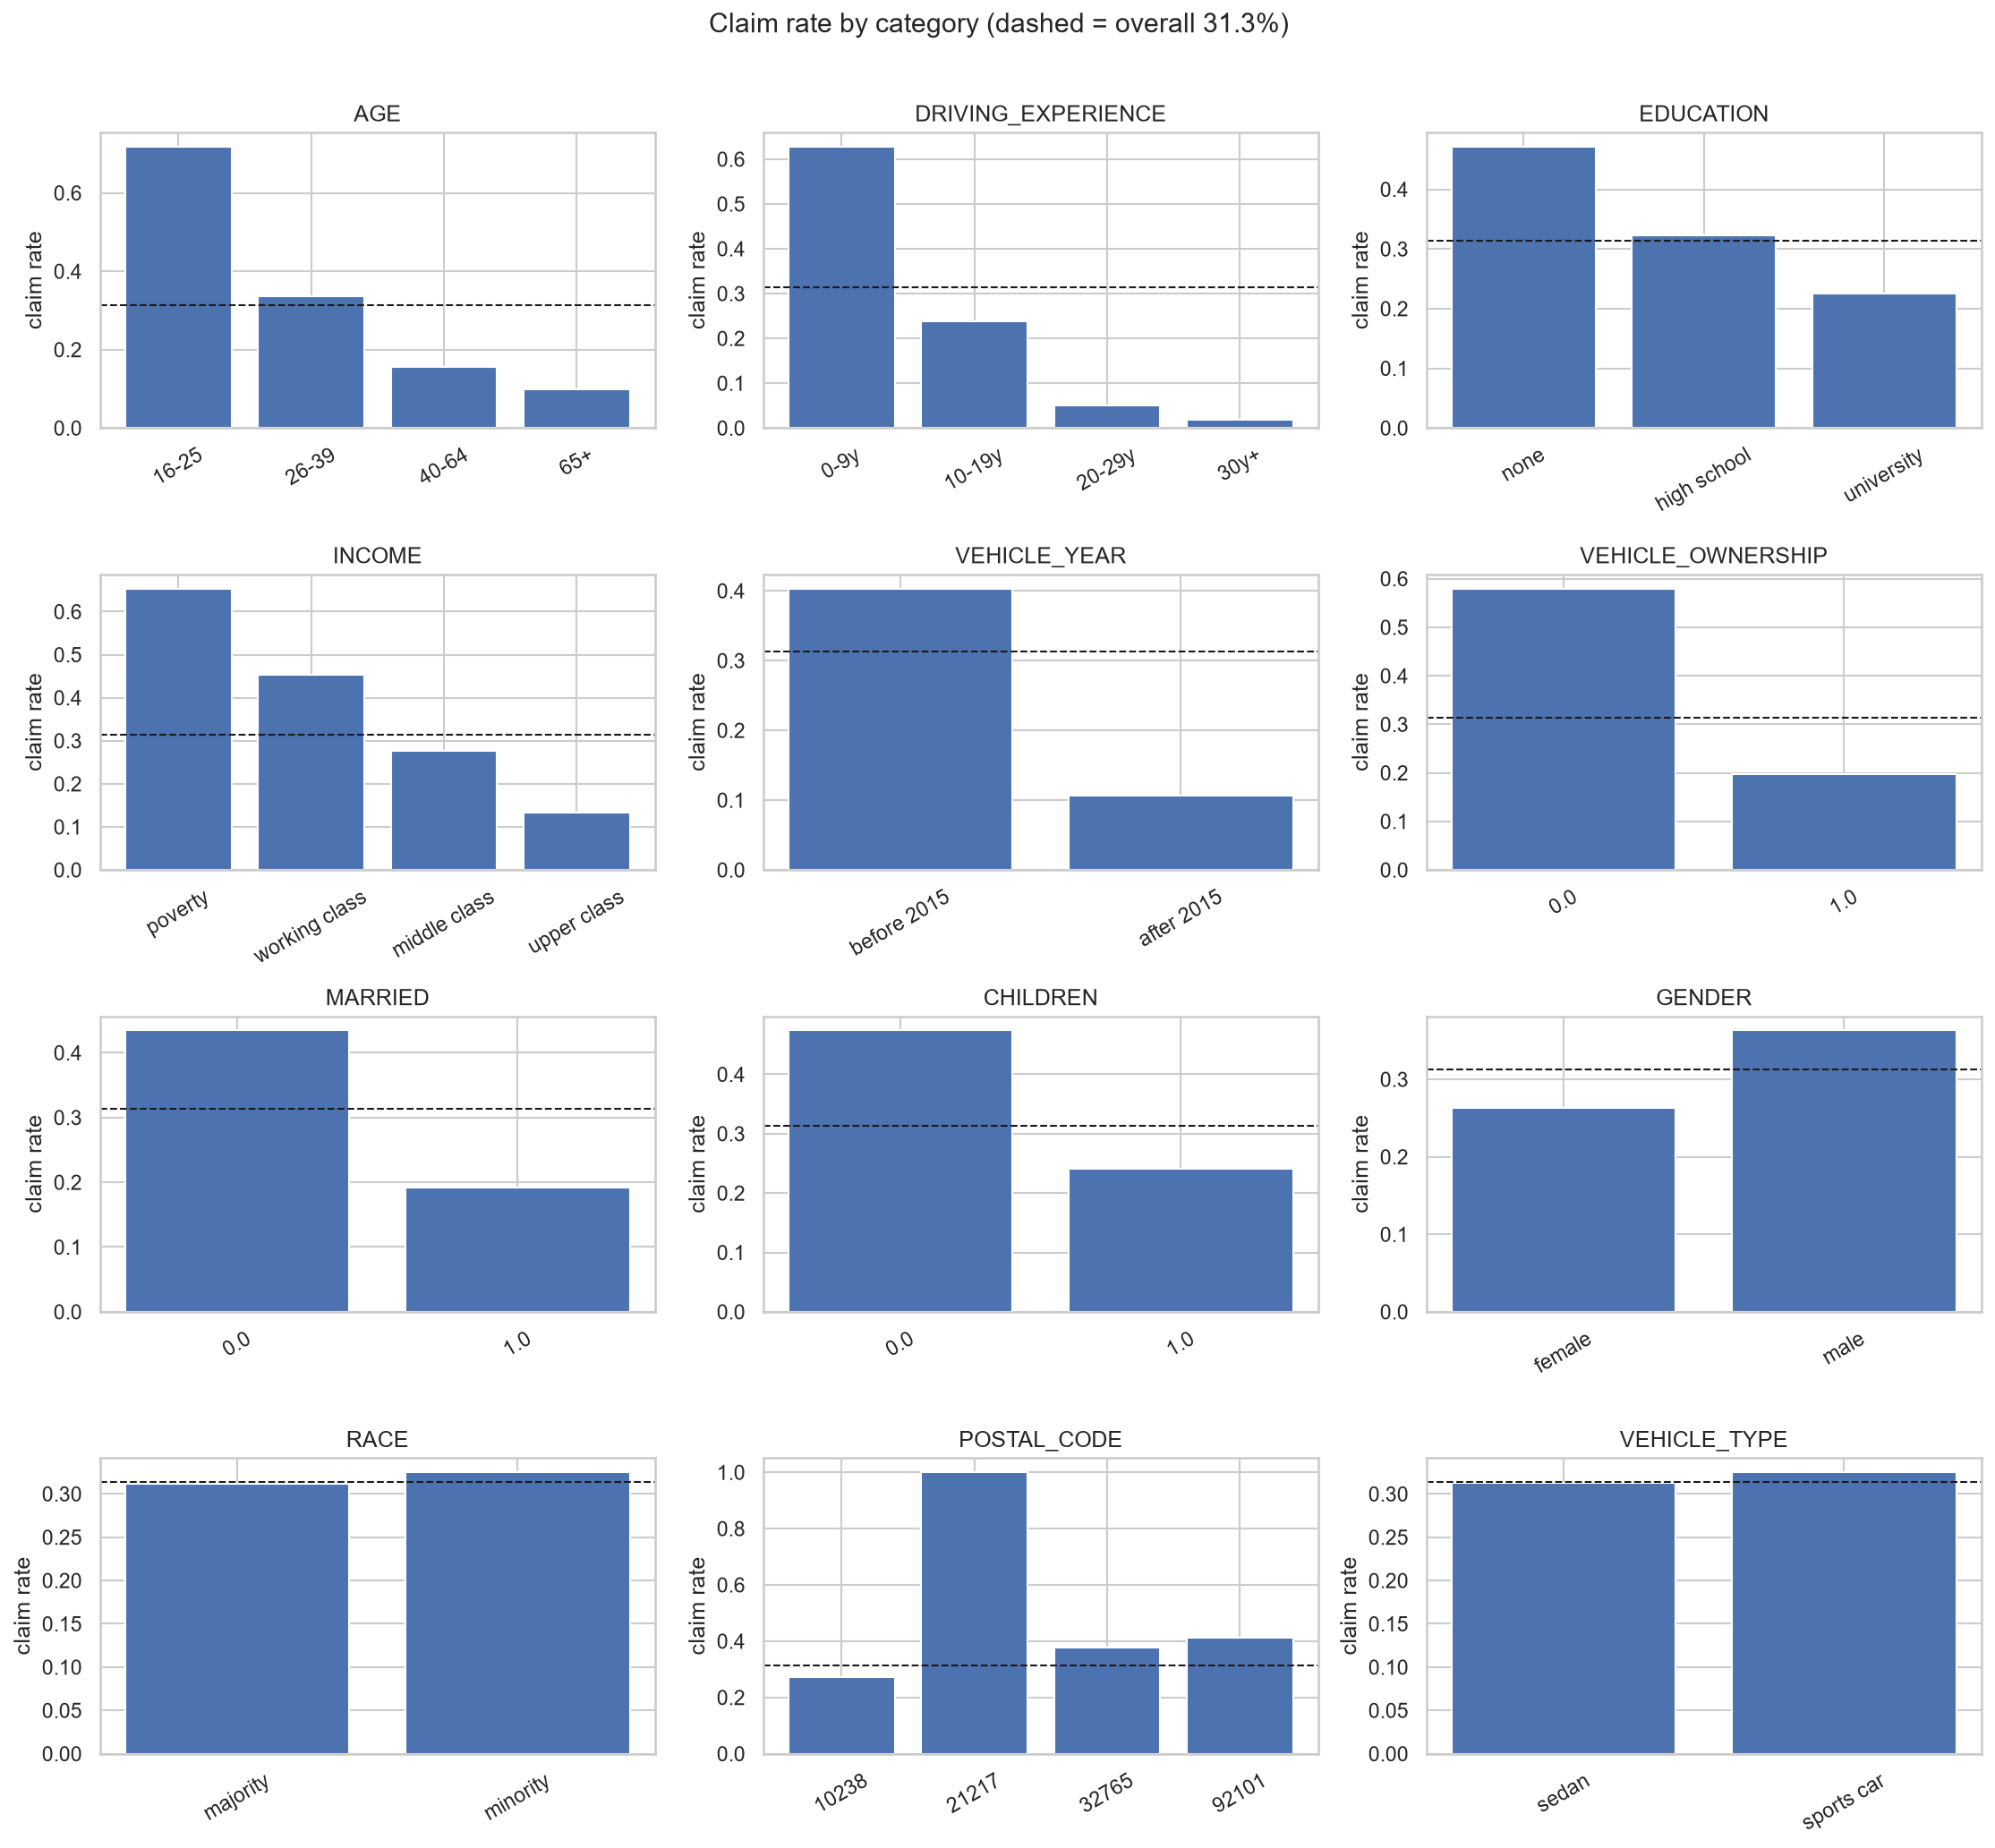 Claim rate by category (dashed = overall 31.3%)
AGE
claim rate
0.6
0.4
0.2
0.0
16-25 26-39 40-64 65+
DRIVING_EXPERIENCE
claim rate
0.6
0.5
0.4
0.3
0.2
0.1
0.0
0-9y 10-19y 20-29y 30y+
EDUCATION
claim rate
0.4
0.3
0.2
0.1
0.0
none high school university
INCOME
claim rate
0.6
0.5
0.4
0.3
0.2
0.1
0.0
poverty working class middle class upper class
VEHICLE_YEAR
claim rate
0.4
0.3
0.2
0.1
0.0
before 2015 after 2015
VEHICLE_OWNERSHIP
claim rate
0.6
0.5
0.4
0.3
0.2
0.1
0.0
0.0 1.0
MARRIED
claim rate
0.4
0.3
0.2
0.1
0.0
0.0 1.0
CHILDREN
claim rate
0.4
0.3
0.2
0.1
0.0
0.0 1.0
GENDER
claim rate
0.3
0.2
0.1
0.0
female male
RACE
claim rate
0.30
0.25
0.20
0.15
0.10
0.05
0.00
majority minority
POSTAL_CODE
claim rate
1.0
0.8
0.6
0.4
0.2
0.0
10238 21217 32765 92101
VEHICLE_TYPE
claim rate
0.30
0.25
0.20
0.15
0.10
0.05
0.00
sedan sports car